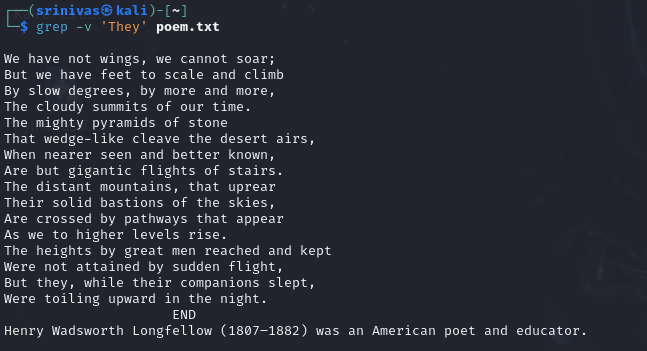 ┌──(srinivas㉿kali)-[~]
└─$ grep -v 'They' poem.txt
We have not wings, we cannot soar;
But we have feet to scale and climb
By slow degrees, by more and more,
The cloudy summits of our time.
The mighty pyramids of stone
That wedge-like cleave the desert airs,
When nearer seen and better known,
Are but gigantic flights of stairs.
The distant mountains, that uprear
Their solid bastions of the skies,
Are crossed by pathways that appear
As we to higher levels rise.
The heights by great men reached and kept
Were not attained by sudden flight,
But they, while their companions slept,
Were toiling upward in the night.
END
Henry Wadsworth Longfellow (1807–1882) was an American poet and educator.